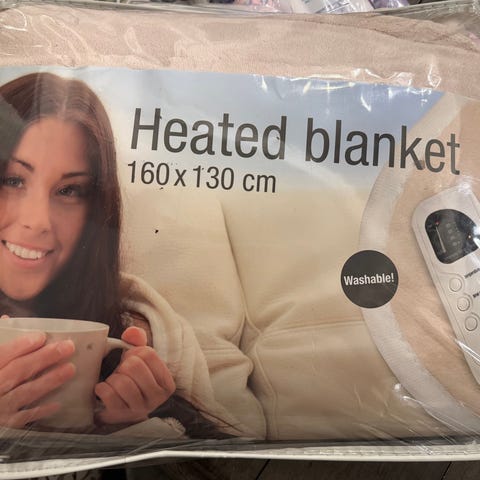 Heated blanket
160 x 130 cm
Washable!